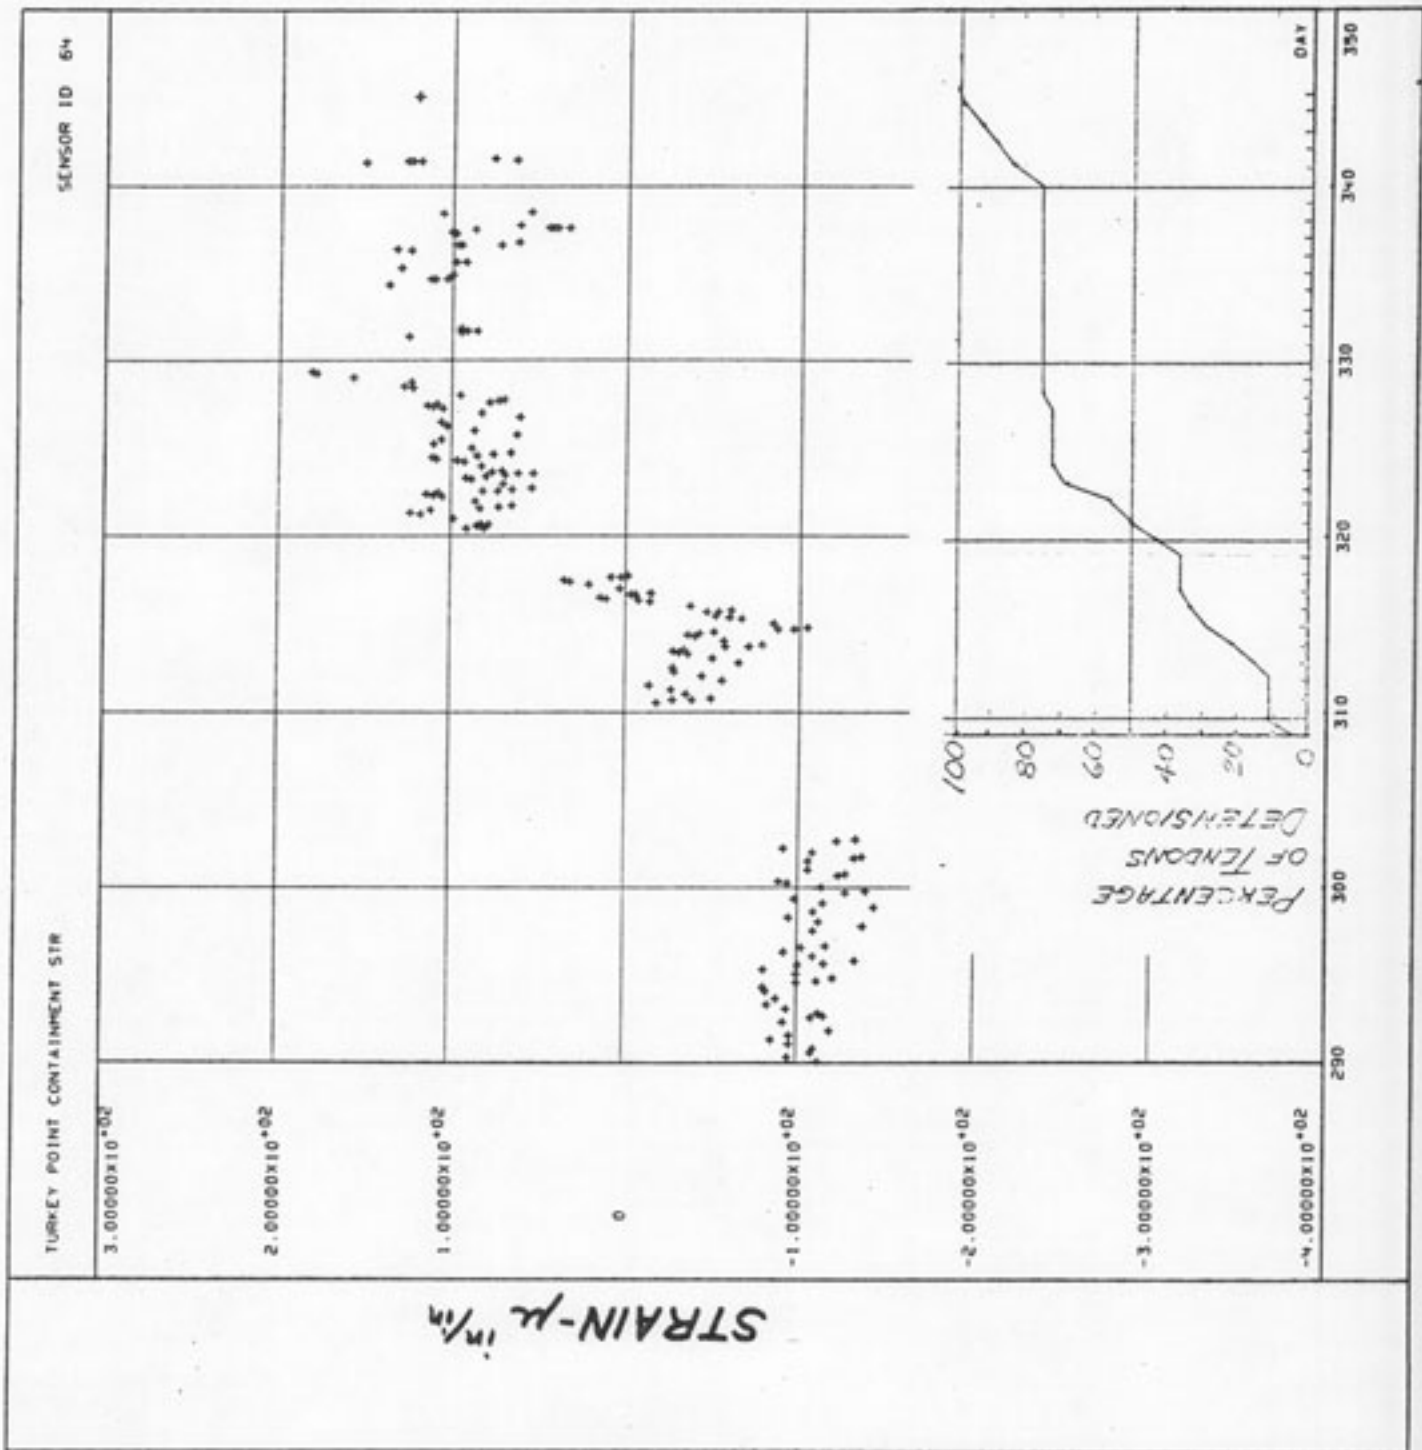 TURKEY POINT CONTAINMENT STR
SENSOR ID 64
STRAIN-μ in/in
3.00000X10+02
2.00000X10+02
1.00000X10+02
0
-1.00000X10+02
-2.00000X10+02
-3.00000X10+02
-4.00000X10+02
PERCENTAGE
OF TENDONS
DETENSIONED
100
80
60
40
20
0
290
300
310
320
330
340
350
DAY